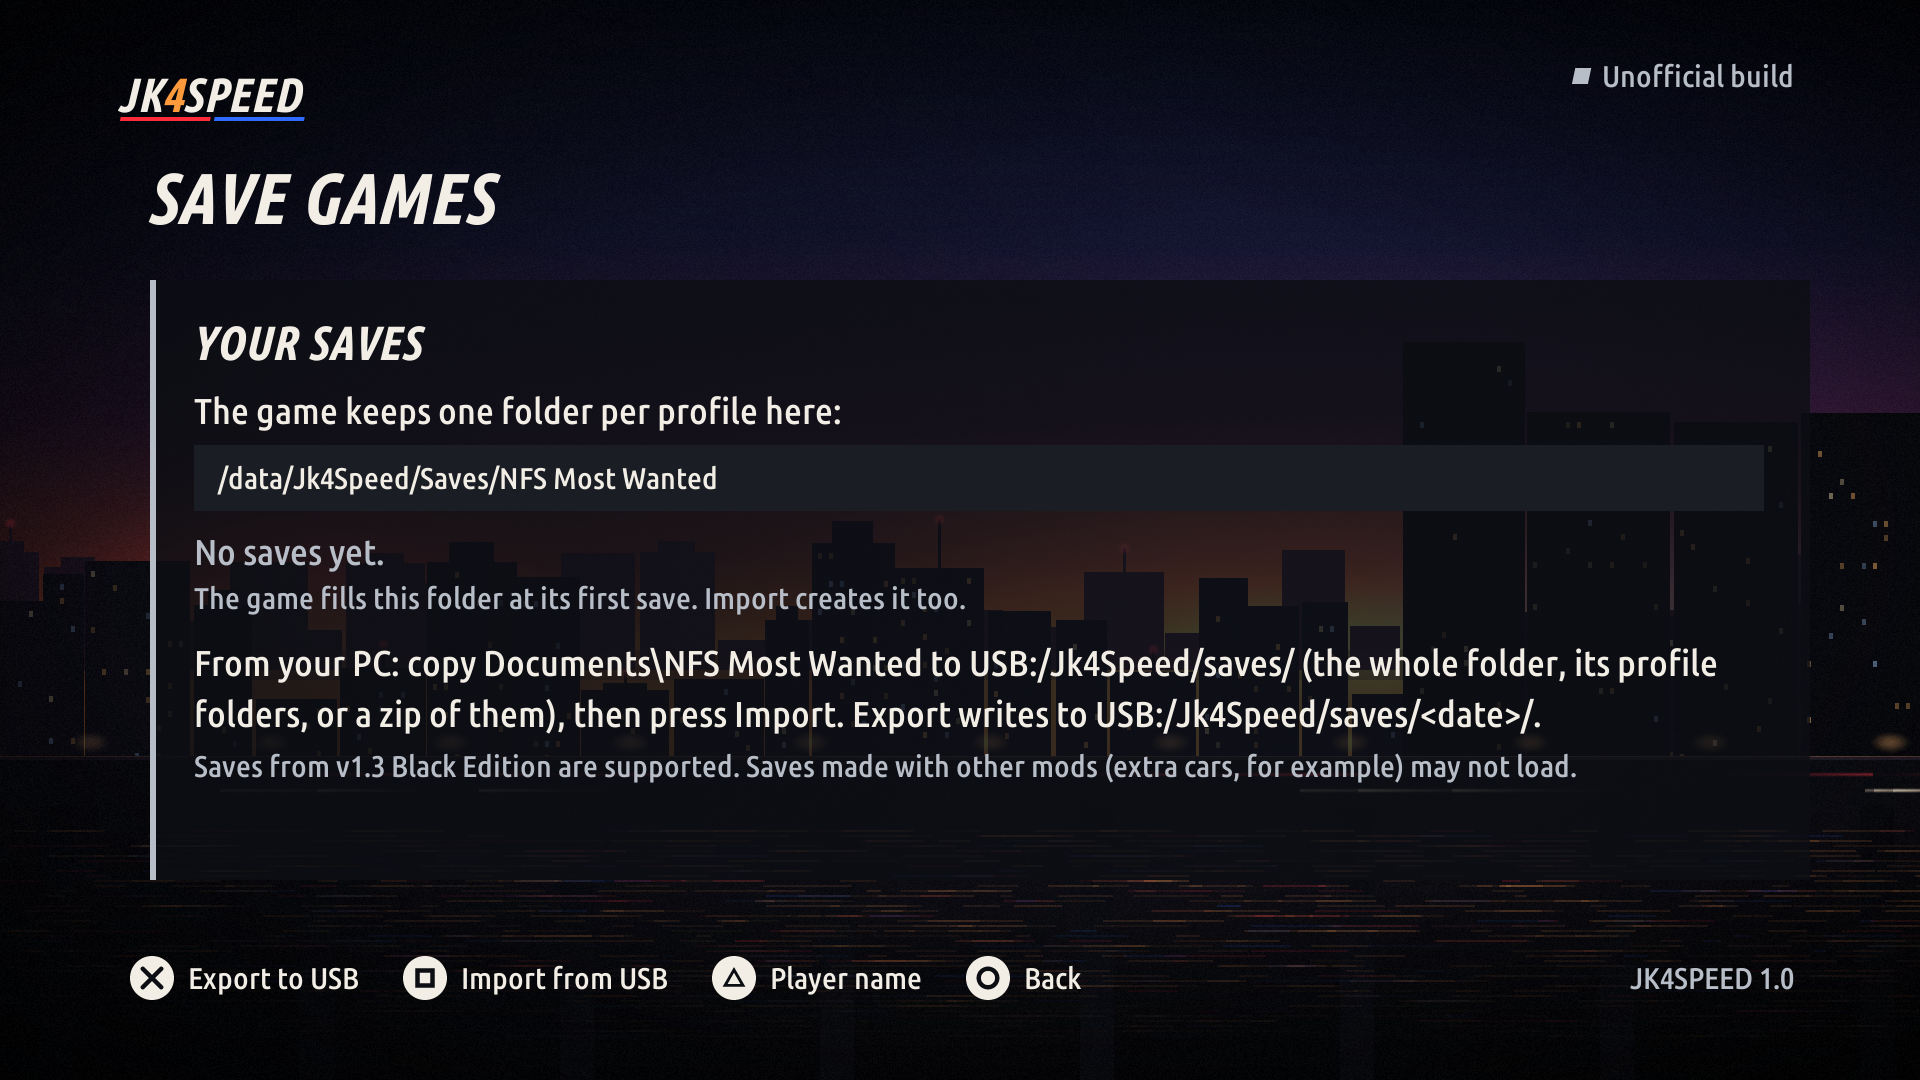 JK4SPEED
Unofficial build
SAVE GAMES
YOUR SAVES
The game keeps one folder per profile here:
/data/Jk4Speed/Saves/NFS Most Wanted
No saves yet.
The game fills this folder at its first save. Import creates it too.
From your PC: copy Documents\NFS Most Wanted to USB:/Jk4Speed/saves/ (the whole folder, its profile
folders, or a zip of them), then press Import. Export writes to USB:/Jk4Speed/saves/<date>/.
Saves from v1.3 Black Edition are supported. Saves made with other mods (extra cars, for example) may not load.
Export to USB
Import from USB
Player name
Back
JK4SPEED 1.0